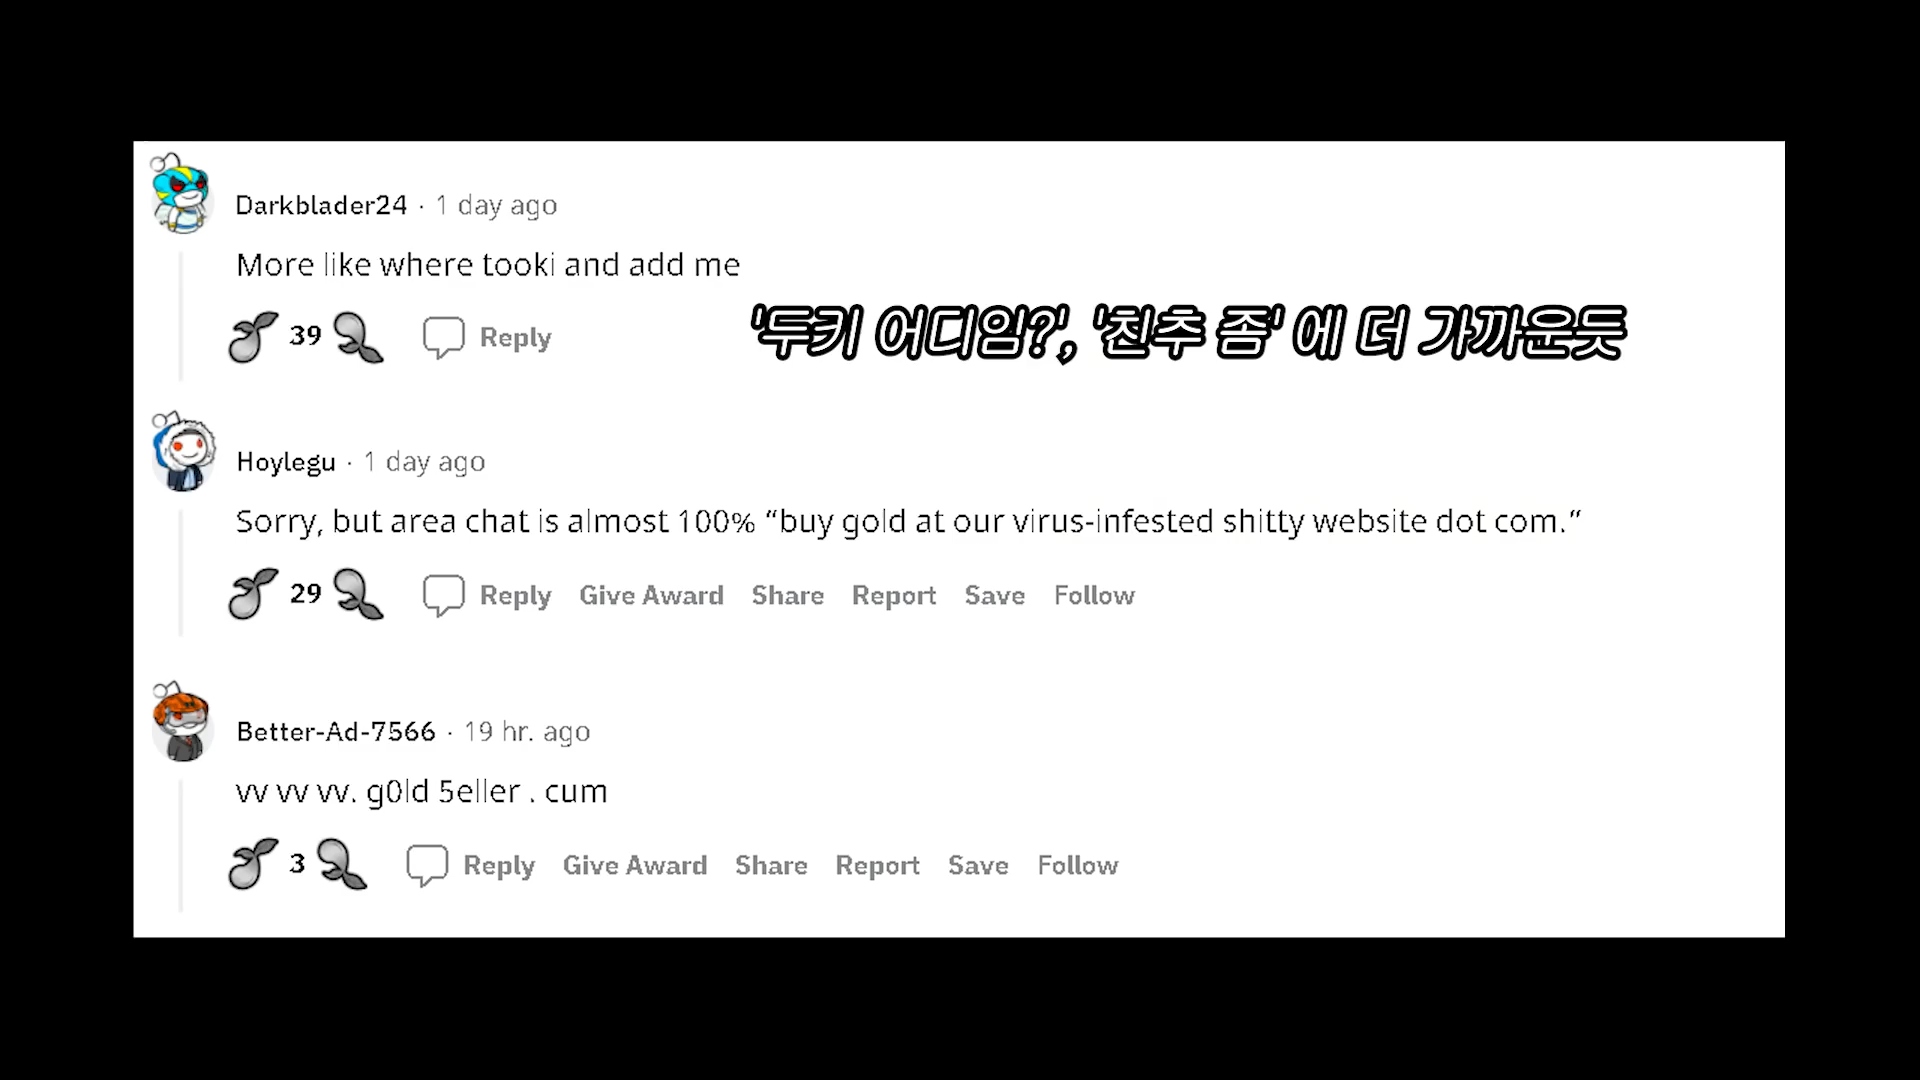 Darkblader24 · 1 day ago
More like where tooki and add me
39 Reply
'두키 어디임?', '친추 좀' 에 더 가까운듯
Hoylegu · 1 day ago
Sorry, but area chat is almost 100% “buy gold at our virus-infested shitty website dot com.”
29 Reply Give Award Share Report Save Follow
Better-Ad-7566 · 19 hr. ago
vv vv vv. g0ld 5eller . cum
3 Reply Give Award Share Report Save Follow